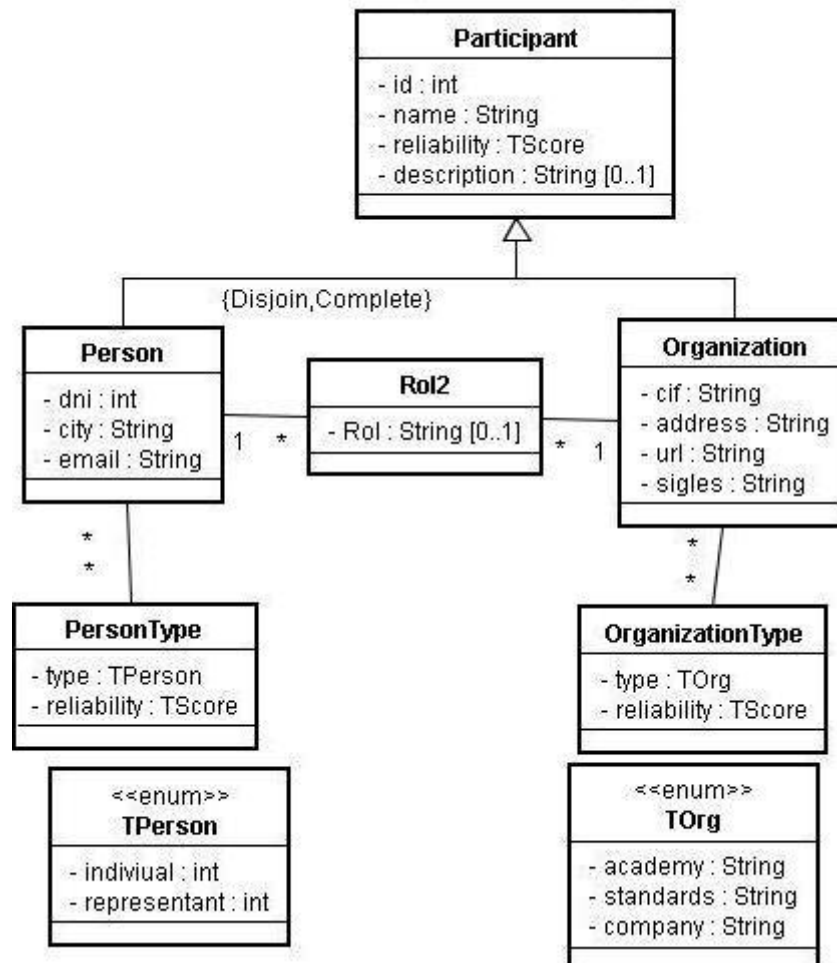 Participant
- id : int
- name : String
- reliability : TScore
- description : String [0..1]
{Disjoin,Complete}
Person
- dni : int
- city : String
- email : String
1
*
Rol2
- Rol : String [0..1]
*
1
Organization
- cif : String
- address : String
- url : String
- sigles : String
*
*
*
*
PersonType
- type : TPerson
- reliability : TScore
OrganizationType
- type : TOrg
- reliability : TScore
<<enum>>
TPerson
- indiviual : int
- representant : int
<<enum>>
TOrg
- academy : String
- standards : String
- company : String